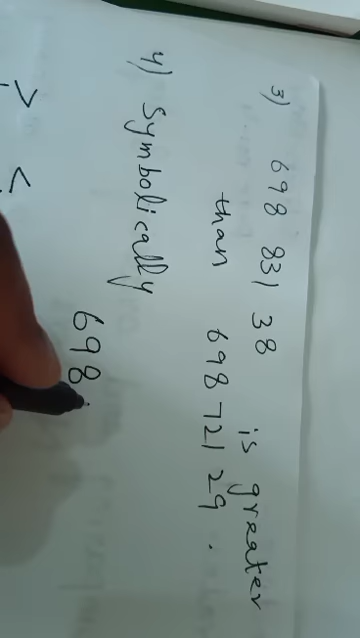 3) 698 831 38 is greater
than 698 721 29.
4) Symbolically
698
> <